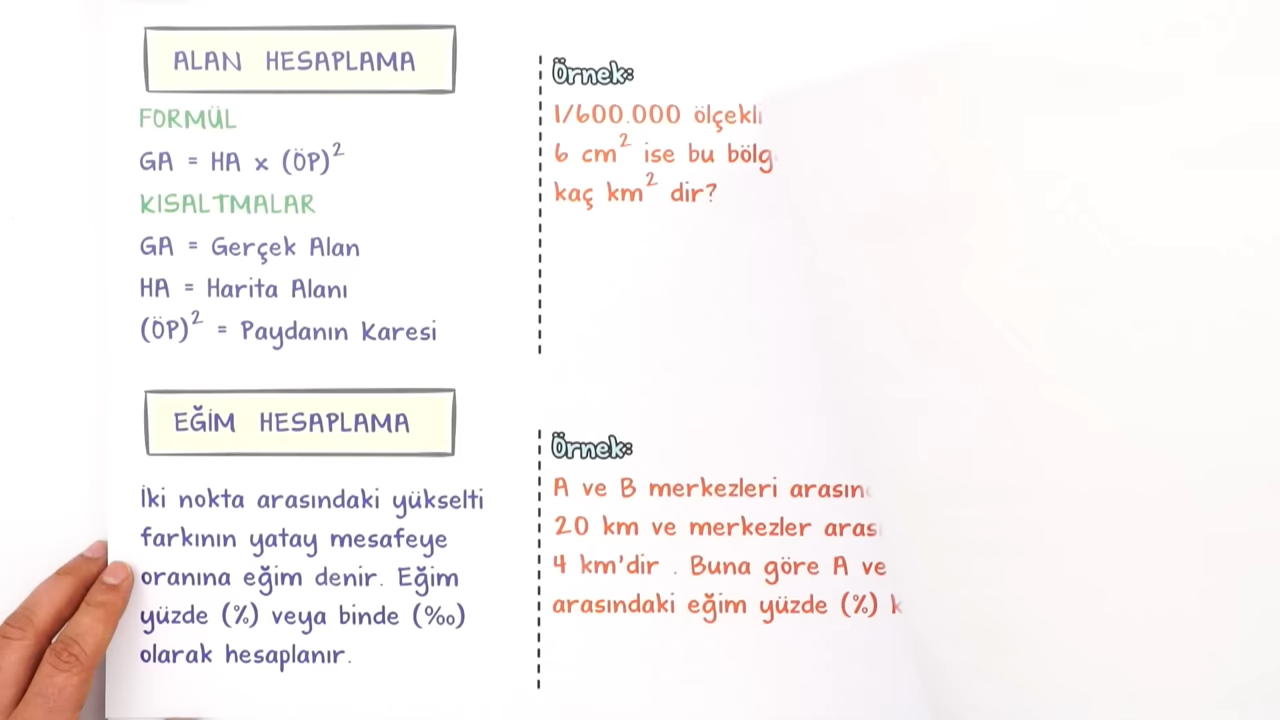 ALAN HESAPLAMA
FORMÜL
GA = HA x (ÖP)²
KISALTMALAR
GA = Gerçek Alan
HA = Harita Alanı
(ÖP)² = Paydanın Karesi
Örnek:
1/600.000 ölçekli
6 cm² ise bu
kaç km² dir?
EĞİM HESAPLAMA
İki nokta arasındaki yükselti
farkının yatay mesafeye
oranına eğim denir. Eğim
yüzde (%) veya binde (‰)
olarak hesaplanır.
Örnek:
A ve B merkezleri
20 km ve merkezler
4 km'dir . Buna göre A ve
arasındaki eğim yüzde (%)